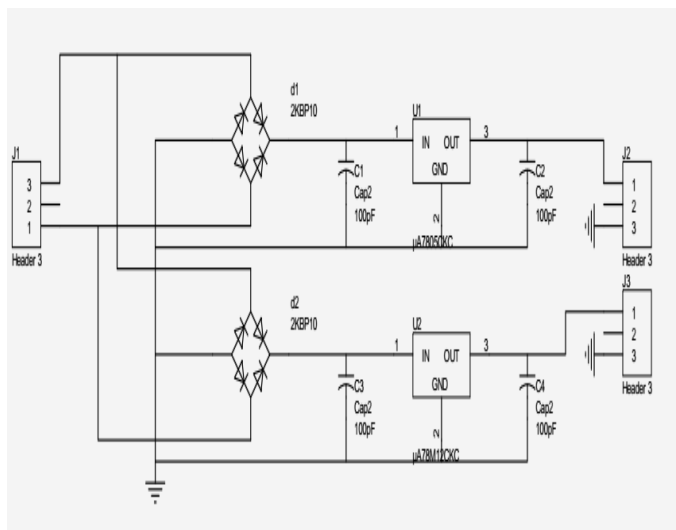 d1
2KBP10
U1
1
IN OUT
3
GND
2
µA7805CKC
J1
3
2
1
Header 3
C1
Cap2
100pF
C2
Cap2
100pF
J2
1
2
3
Header 3
d2
2KBP10
U2
1
IN OUT
3
GND
2
µA78M12CKC
C3
Cap2
100pF
C4
Cap2
100pF
J3
1
2
3
Header 3